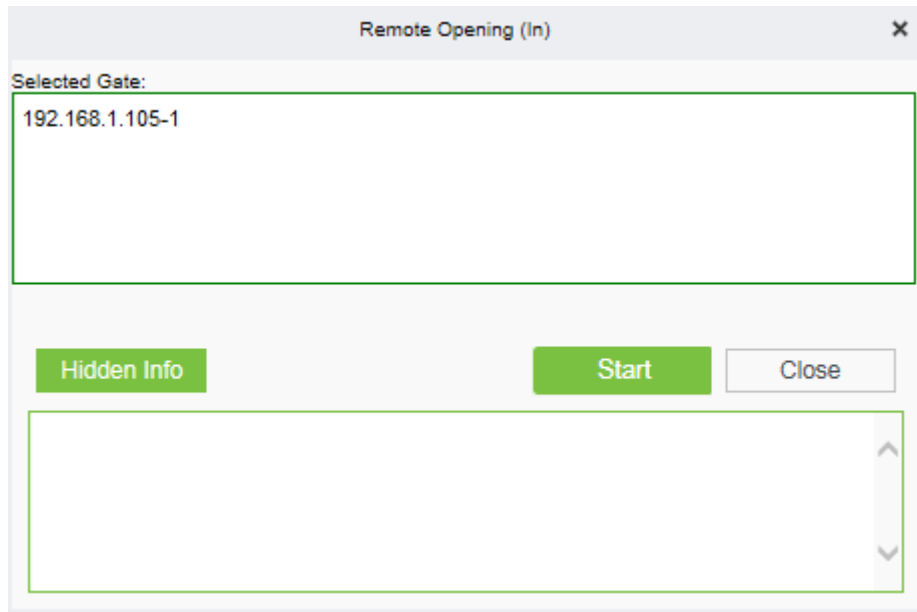 Remote Opening (In)
Selected Gate:
192.168.1.105-1
Hidden Info
Start
Close